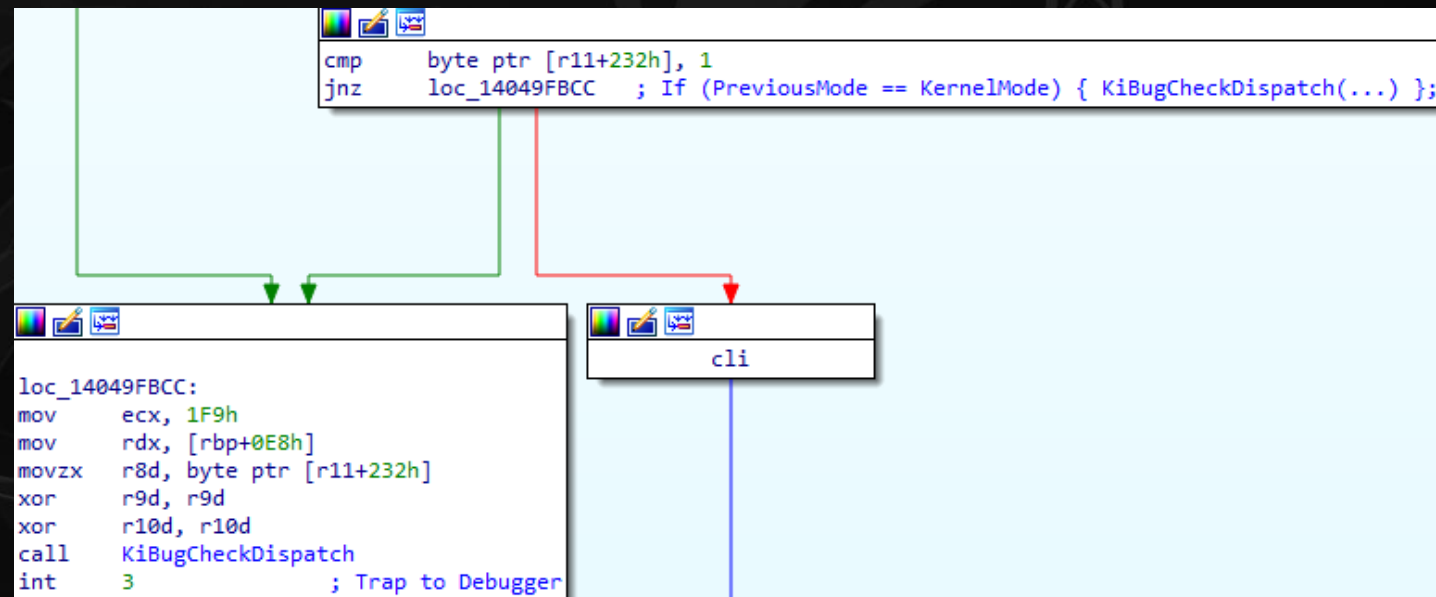 cmp byte ptr [r11+232h], 1
jnz loc_14049FBCC ; If (PreviousMode == KernelMode) { KiBugCheckDispatch(...) };
loc_14049FBCC:
mov ecx, 1F9h
mov rdx, [rbp+0E8h]
movzx r8d, byte ptr [r11+232h]
xor r9d, r9d
xor r10d, r10d
call KiBugCheckDispatch
int 3 ; Trap to Debugger
cli